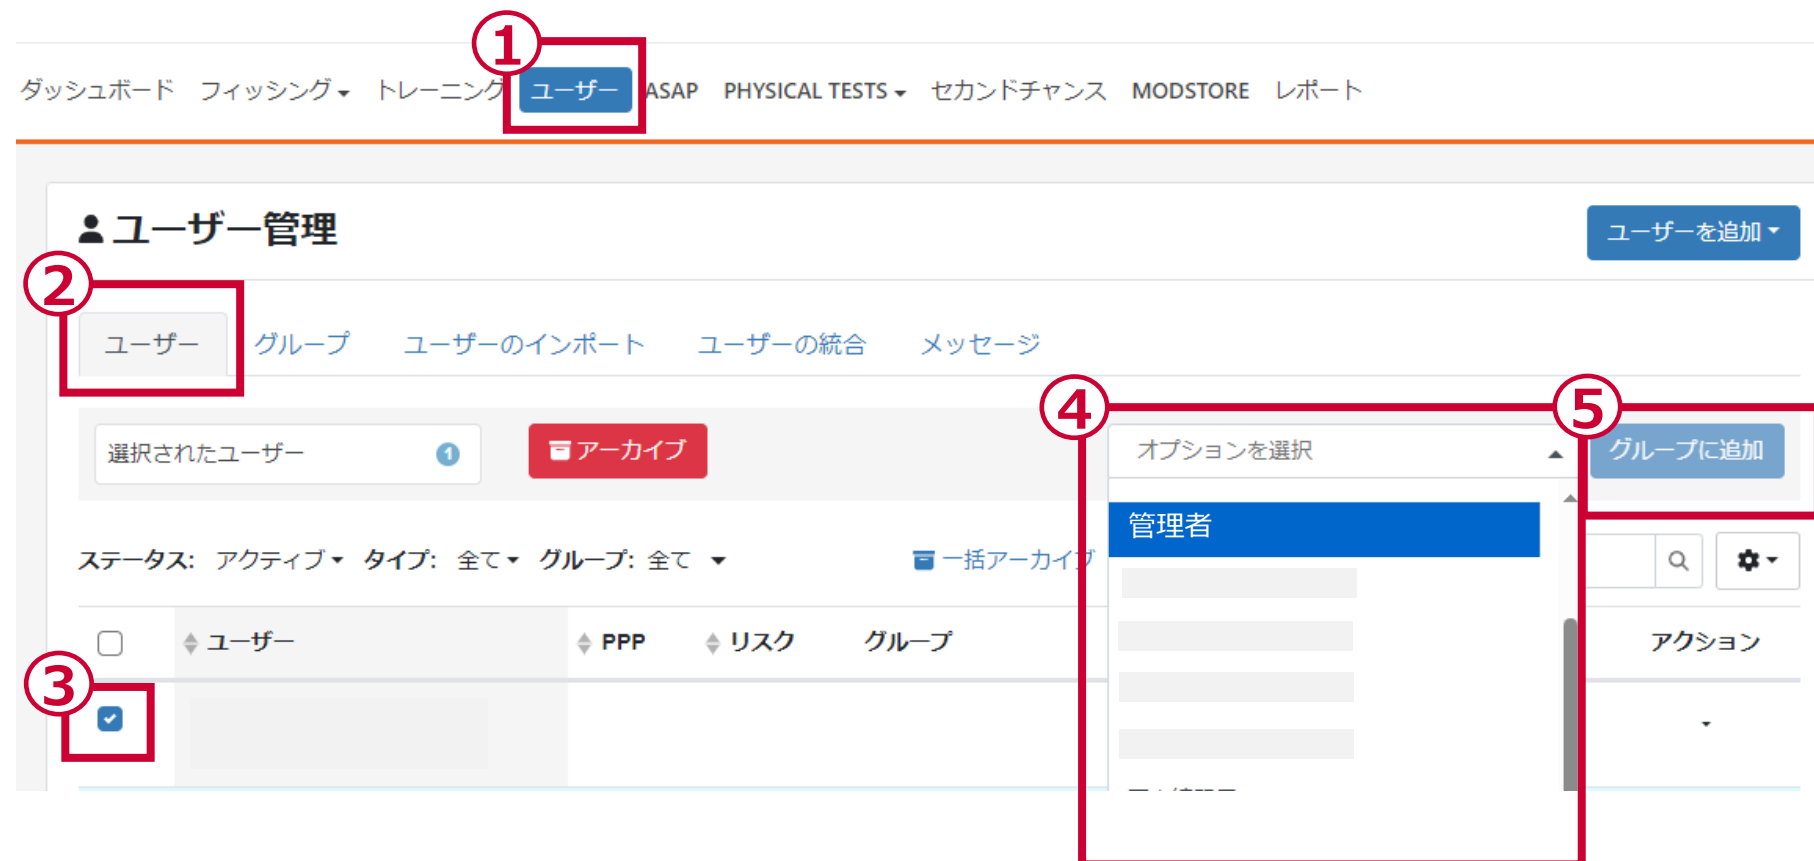 ①
ダッシュボード フィッシング トレーニング ユーザー ASAP PHYSICAL TESTS セカンドチャンス MODSTORE レポート
ユーザー管理
ユーザーを追加
②
ユーザー グループ ユーザーのインポート ユーザーの統合 メッセージ
④ ⑤
選択されたユーザー 1 アーカイブ オプションを選択 グループに追加
管理者
ステータス: アクティブ タイプ: 全て グループ: 全て 一括アーカイブ
ユーザー PPP リスク グループ アクション
③